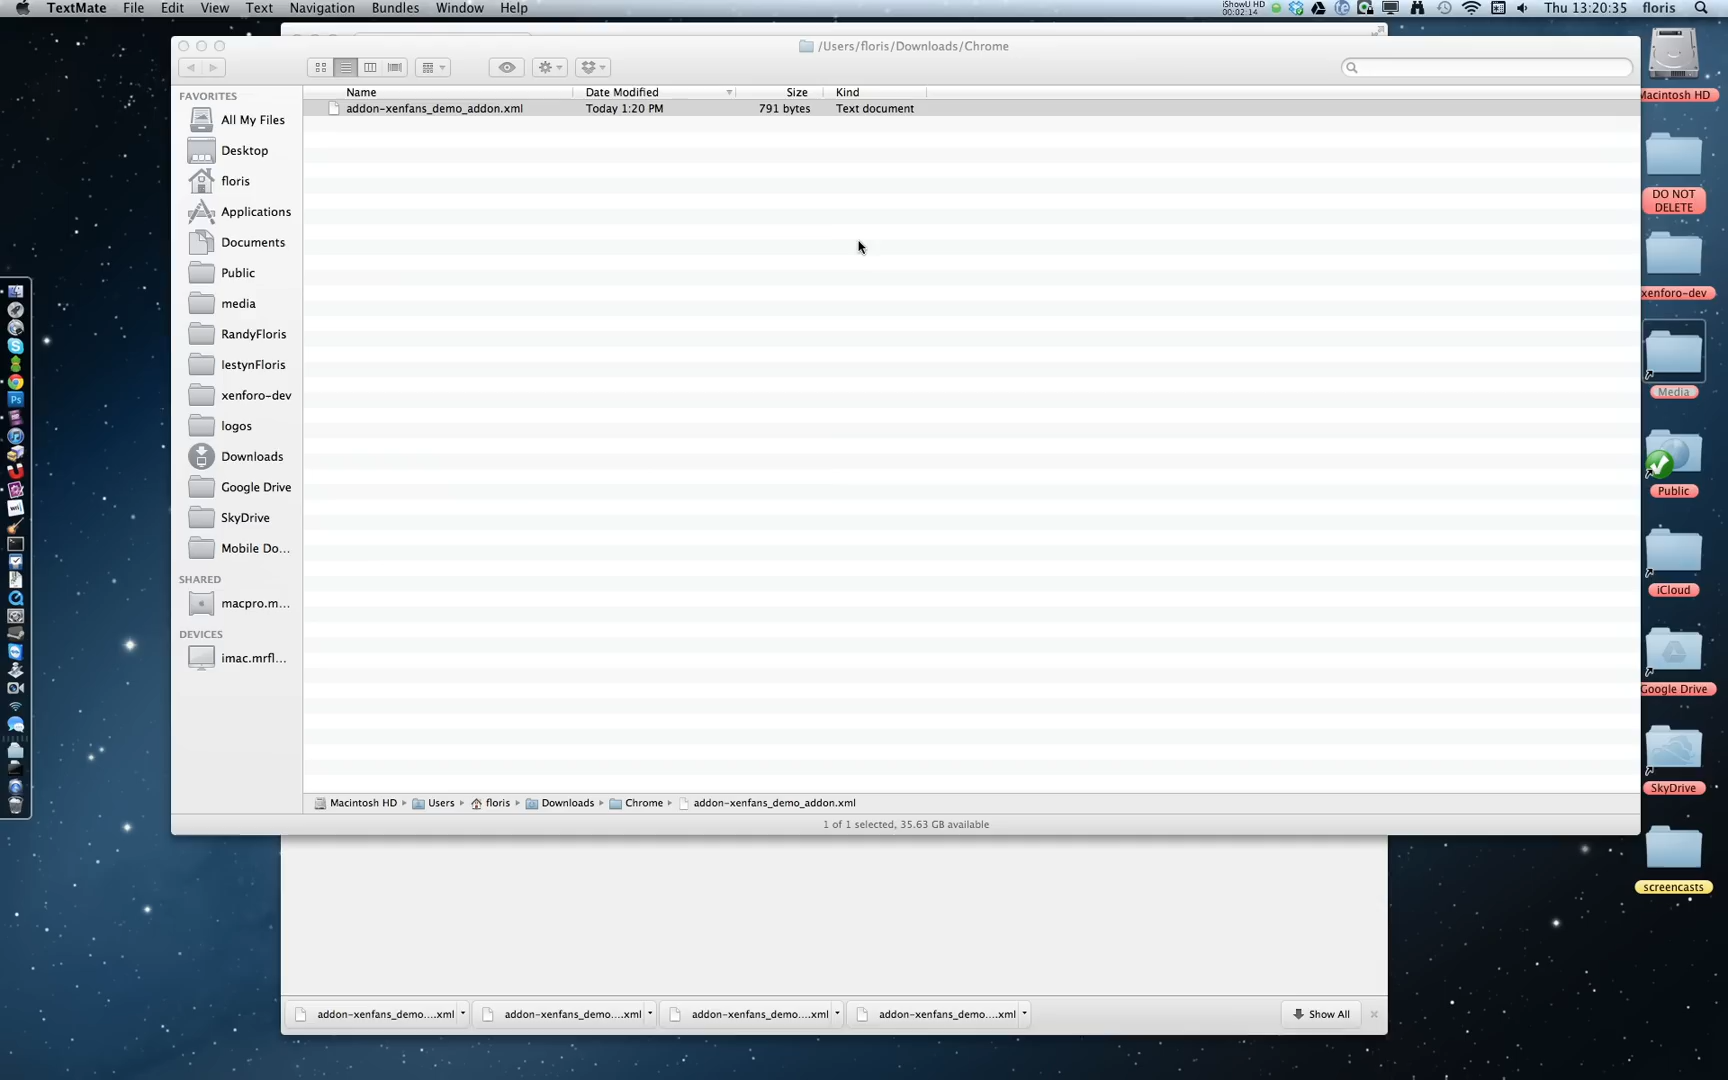 TextMate File Edit View Text Navigation Bundles Window Help
iShowU HD
00:02:14
Thu 13:20:35 floris
/Users/floris/Downloads/Chrome
FAVORITES
All My Files
Desktop
floris
Applications
Documents
Public
media
RandyFloris
IestynFloris
xenforo-dev
logos
Downloads
Google Drive
SkyDrive
Mobile Do...
SHARED
macpro.m...
DEVICES
imac.mrfl...
Name Date Modified Size Kind
addon-xenfans_demo_addon.xml Today 1:20 PM 791 bytes Text document
Macintosh HD Users floris Downloads Chrome addon-xenfans_demo_addon.xml
1 of 1 selected, 35.63 GB available
Macintosh HD
DO NOT
DELETE
xenforo-dev
Media
Public
iCloud
Google Drive
SkyDrive
screencasts
addon-xenfans_demo....xml addon-xenfans_demo....xml addon-xenfans_demo....xml addon-xenfans_demo....xml Show All